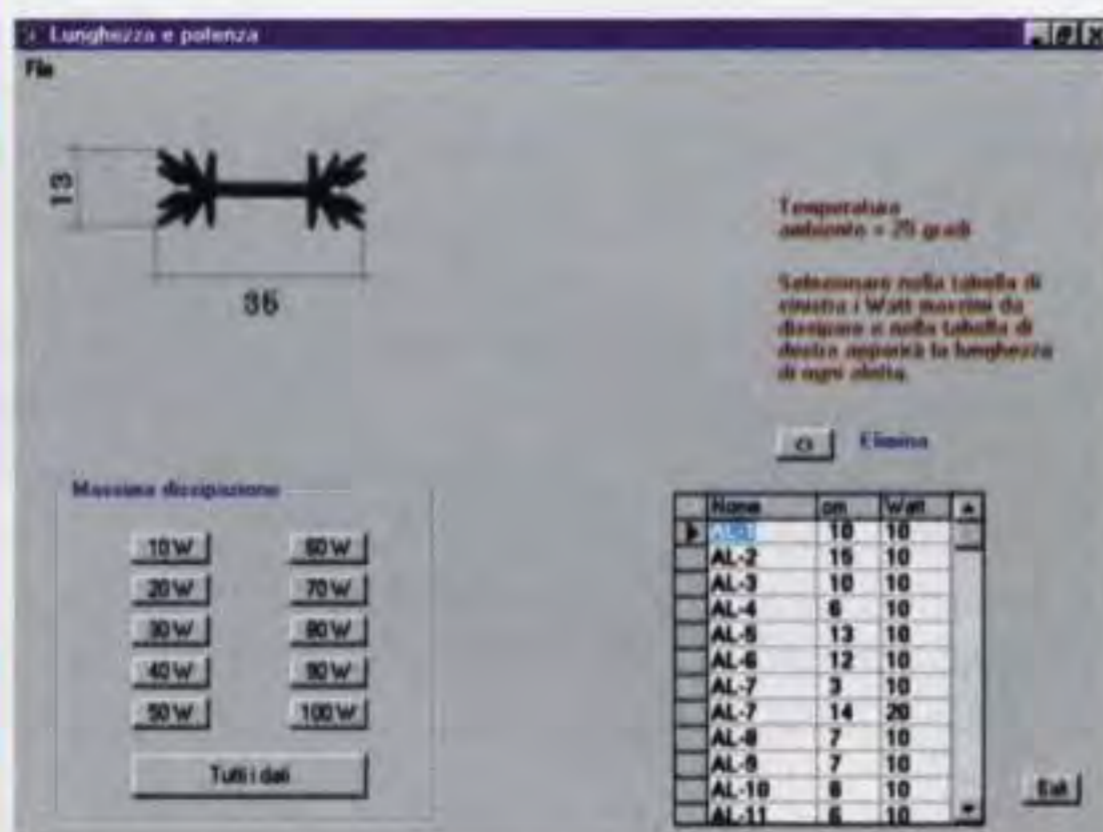 Lunghezza e potenza
File
13
35
Temperatura
ambiente = 20 gradi
Selezionare nella tabella di
sinistra i Watt massimi da
dissipare e nella tabella di
destra apparirà la lunghezza
di ogni aletta.
Elimina
Massima dissipazione
10 W 60 W
20 W 70 W
30 W 80 W
40 W 90 W
50 W 100 W
Tutti i dati
Nome cm Watt
AL-1 10 10
AL-2 15 10
AL-3 10 10
AL-4 6 10
AL-5 13 10
AL-6 12 10
AL-7 3 10
AL-7 14 20
AL-8 7 10
AL-9 7 10
AL-10 10
AL-11 6 10
Exit